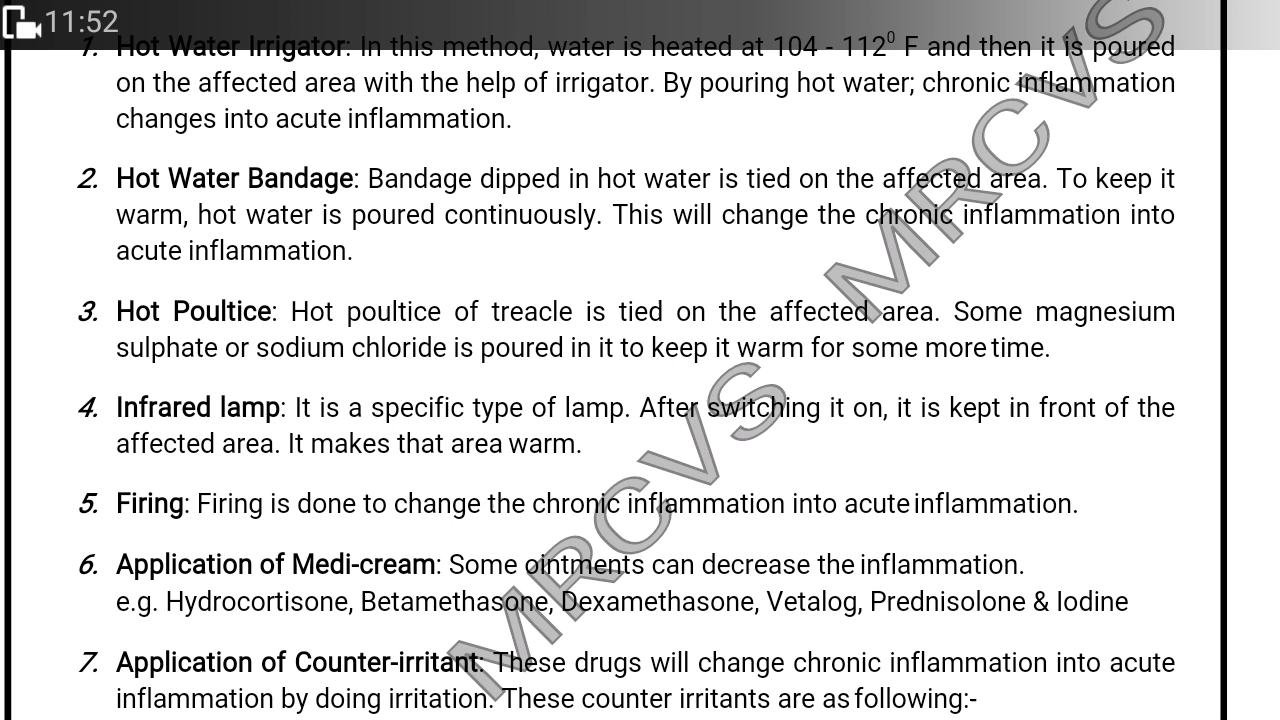 11:52
1. Hot Water Irrigator: In this method, water is heated at 104 - 112⁰ F and then it is poured
on the affected area with the help of irrigator. By pouring hot water; chronic inflammation
changes into acute inflammation.
2. Hot Water Bandage: Bandage dipped in hot water is tied on the affected area. To keep it
warm, hot water is poured continuously. This will change the chronic inflammation into
acute inflammation.
3. Hot Poultice: Hot poultice of treacle is tied on the affected area. Some magnesium
sulphate or sodium chloride is poured in it to keep it warm for some more time.
4. Infrared lamp: It is a specific type of lamp. After switching it on, it is kept in front of the
affected area. It makes that area warm.
5. Firing: Firing is done to change the chronic inflammation into acute inflammation.
6. Application of Medi-cream: Some ointments can decrease the inflammation.
e.g. Hydrocortisone, Betamethasone, Dexamethasone, Vetalog, Prednisolone & Iodine
7. Application of Counter-irritant: These drugs will change chronic inflammation into acute
inflammation by doing irritation. These counter irritants are as following:-
MRCVS
MRCVS